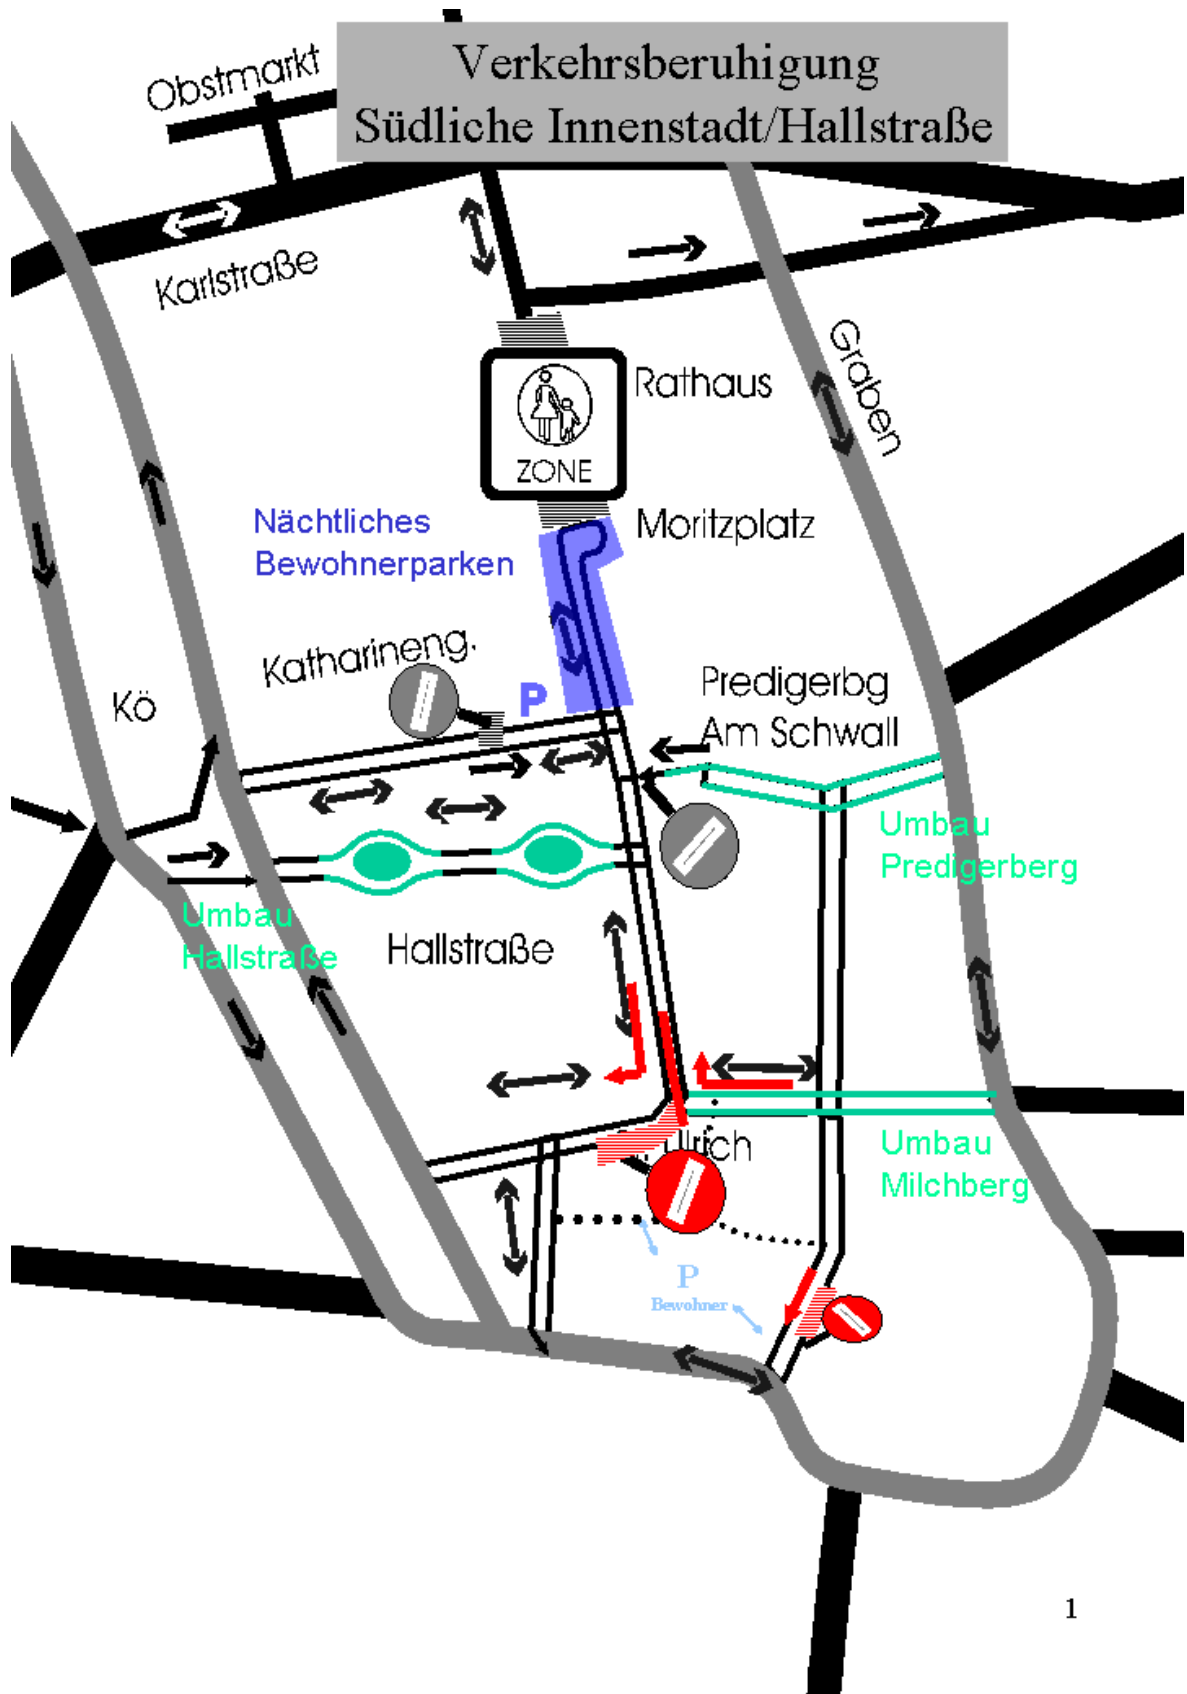 Verkehrsberuhigung
Südliche Innenstadt/Hallstraße
Obstmarkt
Karlstraße
Graben
Rathaus
ZONE
Moritzplatz
Nächtliches
Bewohnerparken
Katharineng.
P
Kö
Predigerbg
Am Schwall
Umbau
Predigerberg
Umbau
Hallstraße
Hallstraße
Ulrich
Umbau
Milchberg
P
Bewohner
1